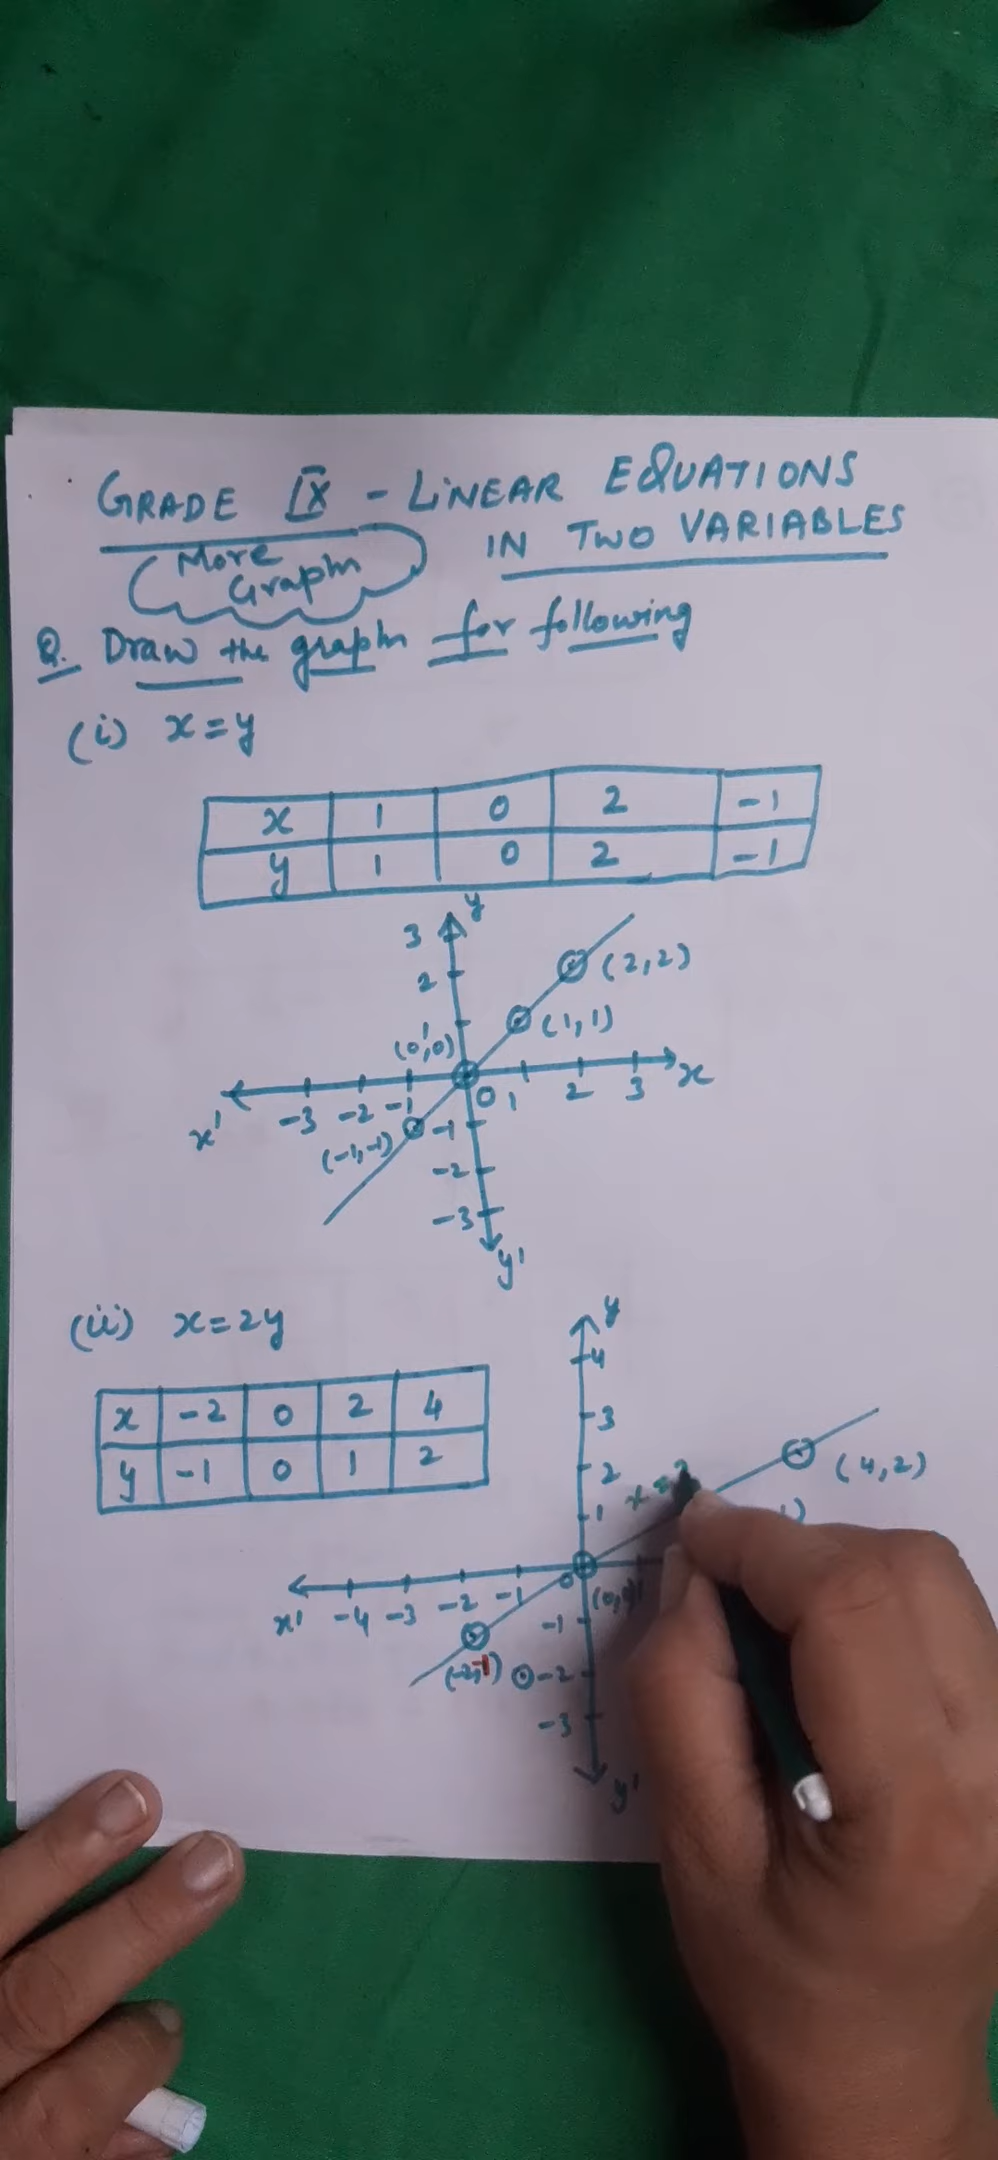 GRADE IX - LINEAR EQUATIONS
IN TWO VARIABLES
More
Graph
Q. Draw the graph for following
(i) x=y
x 1 0 2 -1
y 1 0 2 -1
y
3
2
1
(2,2)
(1,1)
(0,0)
x' -3 -2 -1 0 1 2 3 x
(-1,-1)
-1
-2
-3
y'
(ii) x=2y
x -2 0 2 4
y -1 0 1 2
y
4
3
2
1
(4,2)
x =
x' -4 -3 -2 -1 0
-1
(-2,-1)
-2
-3
y'